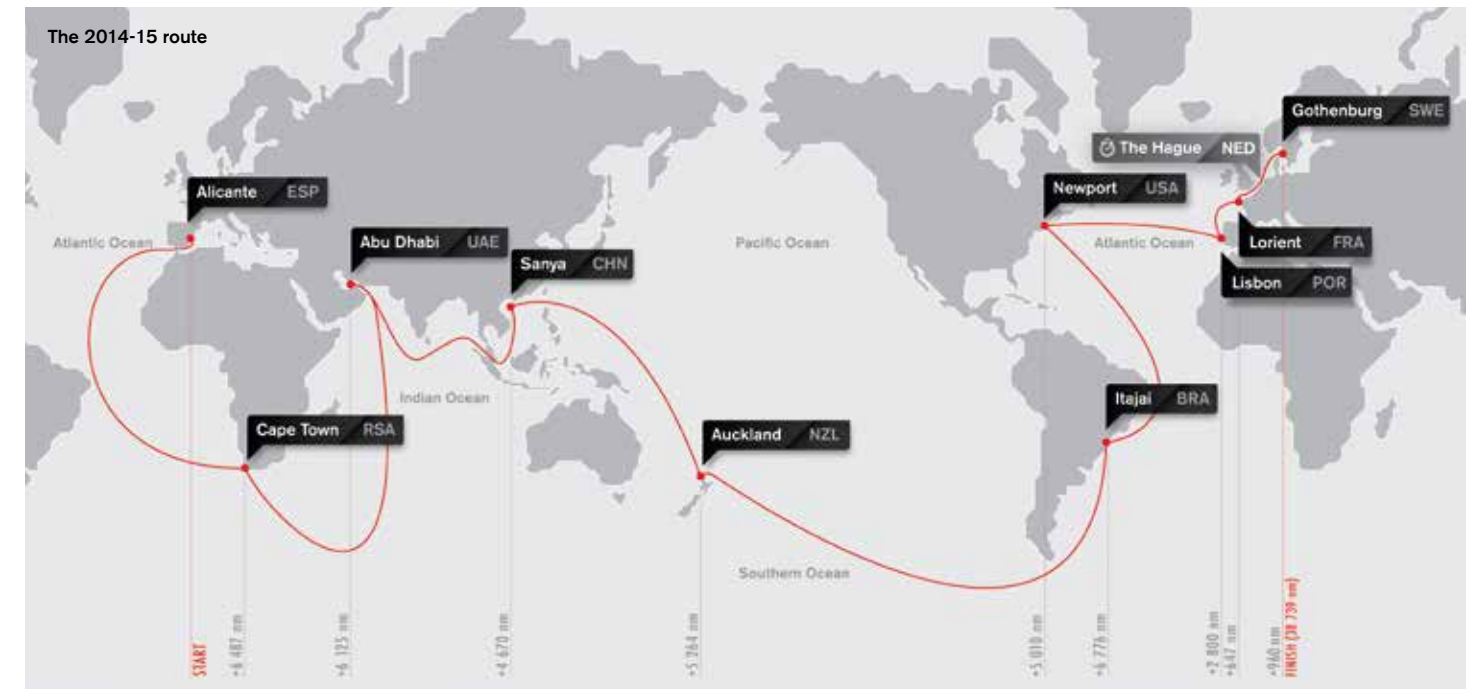 The 2014-15 route
Gothenburg SWE
The Hague NED
Alicante ESP
Newport USA
Atlantic Ocean
Abu Dhabi UAE
Pacific Ocean
Atlantic Ocean
Lorient FRA
Sanya CHN
Lisbon POR
Indian Ocean
Itajaí BRA
Cape Town RSA
Auckland NZL
Southern Ocean
START
+6 487 nm
+6 125 nm
+4 670 nm
+5 264 nm
+5 010 nm
+6 776 nm
+2 800 nm
+647 nm
+960 nm
FINISH (38 739 nm)